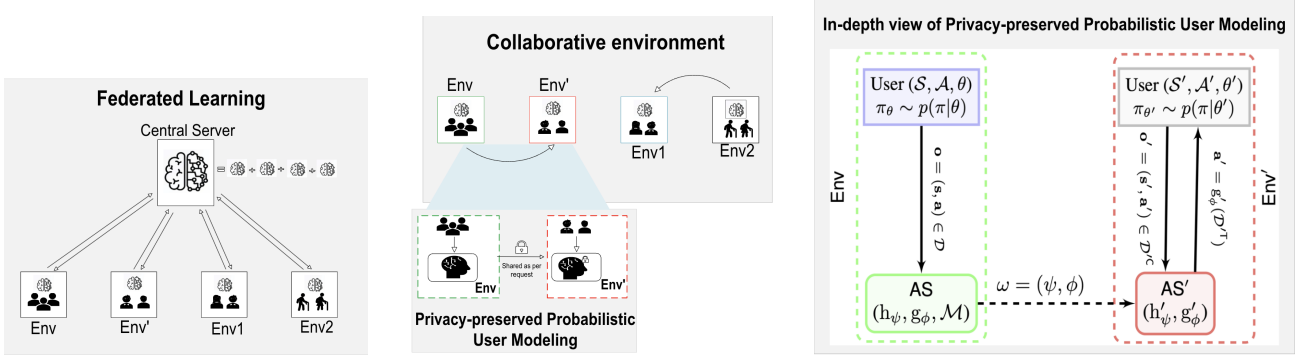 Federated Learning
Central Server
Env
Env'
Env1
Env2
Collaborative environment
Env
Env'
Env1
Env2
Shared as per
request
Env
Env'
Privacy-preserved Probabilistic
User Modeling
In-depth view of Privacy-preserved Probabilistic User Modeling
User (𝒮, 𝒜, θ)
π_θ ∼ p(π|θ)
User (𝒮′, 𝒜′, θ′)
π_θ′ ∼ p(π|θ′)
Env
o = (s, a) ∈ 𝒟
o′ = (s′, a′) ∈ 𝒟′ᶜ
a′ = g′_ϕ(𝒟′ᵀ)
Env'
AS
(h_ψ, g_ϕ, ℳ)
ω = (ψ, ϕ)
AS′
(h′_ψ, g′_ϕ)